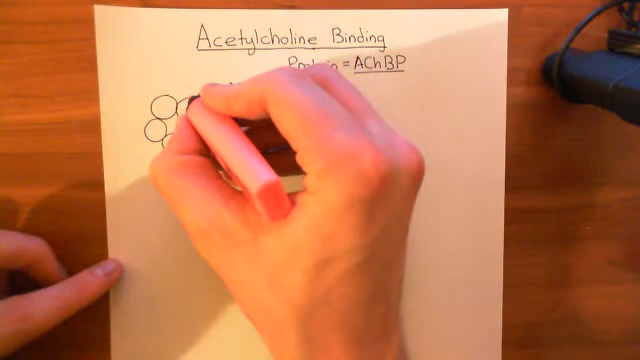 Acetylcholine Binding
= AChBP